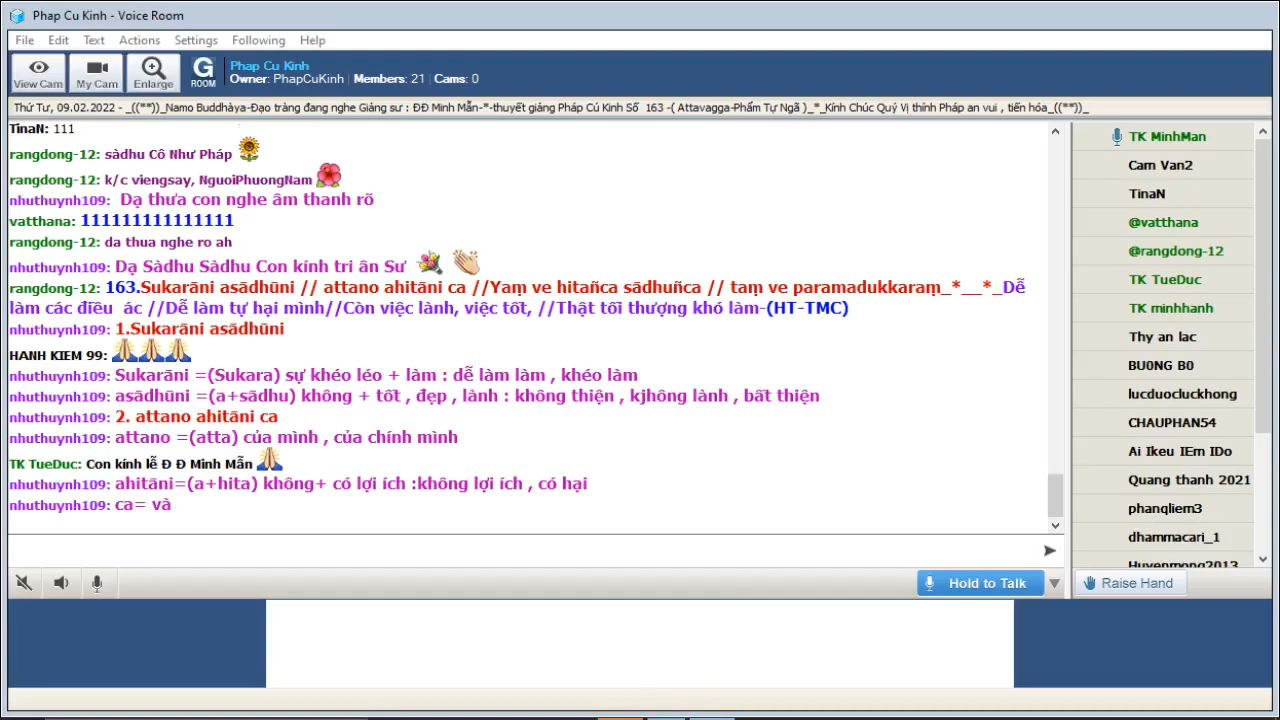 Phap Cu Kinh - Voice Room
File Edit Text Actions Settings Following Help
View Cam My Cam Enlarge G ROOM
Phap Cu Kinh
Owner: PhapCuKinh Members: 21 Cams: 0
Thứ Tư, 09.02.2022 - _((**))_Namo Buddhàya-Đạo tràng đang nghe Giảng sư : ĐĐ Minh Mẫn-*-thuyết giảng Pháp Cú Kinh Số 163 -( Attavagga-Phẩm Tự Ngã )_*_Kính Chúc Quý Vị thính Pháp an vui , tiến hóa_((**))_
TinaN: 111
rangdong-12: sàdhu Cô Như Pháp
rangdong-12: k/c viengsay, NguoiPhuongNam
nhuthuynh109: Dạ thưa con nghe âm thanh rõ
vatthana: 111111111111111
rangdong-12: da thua nghe ro ah
nhuthuynh109: Dạ Sàdhu Sàdhu Con kính tri ân Sư
rangdong-12: 163.Sukarāni asādhūni // attano ahitāni ca //Yaṃ ve hitañca sādhuñca // taṃ ve paramadukkaraṃ_*__*_Dễ
làm các điều ác //Dễ làm tự hại mình//Còn việc lành, việc tốt, //Thật tối thượng khó làm-(HT-TMC)
nhuthuynh109: 1.Sukarāni asādhūni
HANH KIEM 99:
nhuthuynh109: Sukarāni =(Sukara) sự khéo léo + làm : dễ làm làm , khéo làm
nhuthuynh109: asādhūni =(a+sādhu) không + tốt , đẹp , lành : không thiện , kjhông lành , bất thiện
nhuthuynh109: 2. attano ahitāni ca
nhuthuynh109: attano =(atta) của mình , của chính mình
TK TueDuc: Con kính lễ Đ Đ Minh Mẫn
nhuthuynh109: ahitāni=(a+hita) không+ có lợi ích :không lợi ích , có hại
nhuthuynh109: ca= và
Hold to Talk
TK MinhMan
Cam Van2
TinaN
@vatthana
@rangdong-12
TK TueDuc
TK minhhanh
Thy an lac
BU0NG B0
lucduocluckhong
CHAUPHAN54
Ai Ikeu IEm IDo
Quang thanh 2021
phanqliem3
dhammacari_1
Huyenmong2013
Raise Hand